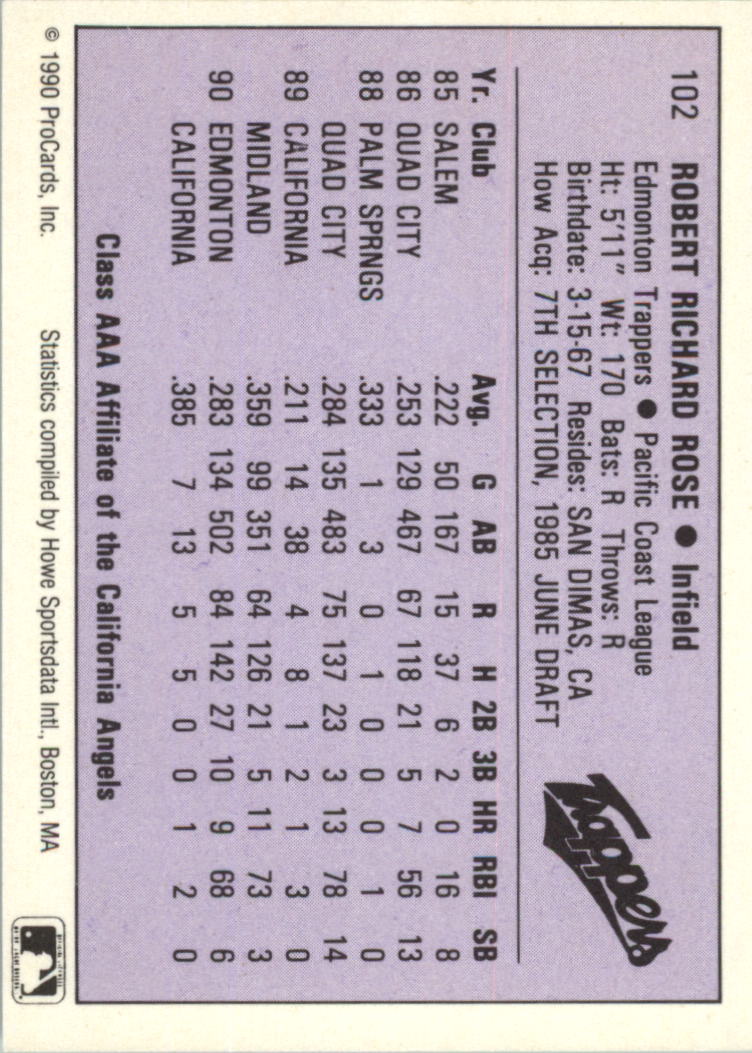 102 ROBERT RICHARD ROSE ● Infield
Edmonton Trappers ● Pacific Coast League
Ht: 5'11" Wt: 170 Bats: R Throws: R
Birthdate: 3-15-67 Resides: SAN DIMAS, CA
How Acq: 7TH SELECTION, 1985 JUNE DRAFT
Trappers
Yr. Club Avg. G AB R H 2B 3B HR RBI SB
85 SALEM .222 50 167 15 37 6 2 0 16 8
86 QUAD CITY .253 129 467 67 118 21 5 7 56 13
88 PALM SPRNGS .333 1 3 0 1 0 0 0 1 0
QUAD CITY .284 135 483 75 137 23 3 13 78 14
89 CALIFORNIA .211 14 38 4 8 1 2 1 3 0
MIDLAND .359 99 351 64 126 21 5 11 73 3
90 EDMONTON .283 134 502 84 142 27 10 9 68 6
CALIFORNIA .385 7 13 5 5 0 0 1 2 0
Class AAA Affiliate of the California Angels
© 1990 ProCards, Inc. Statistics compiled by Howe Sportsdata Intl., Boston, MA